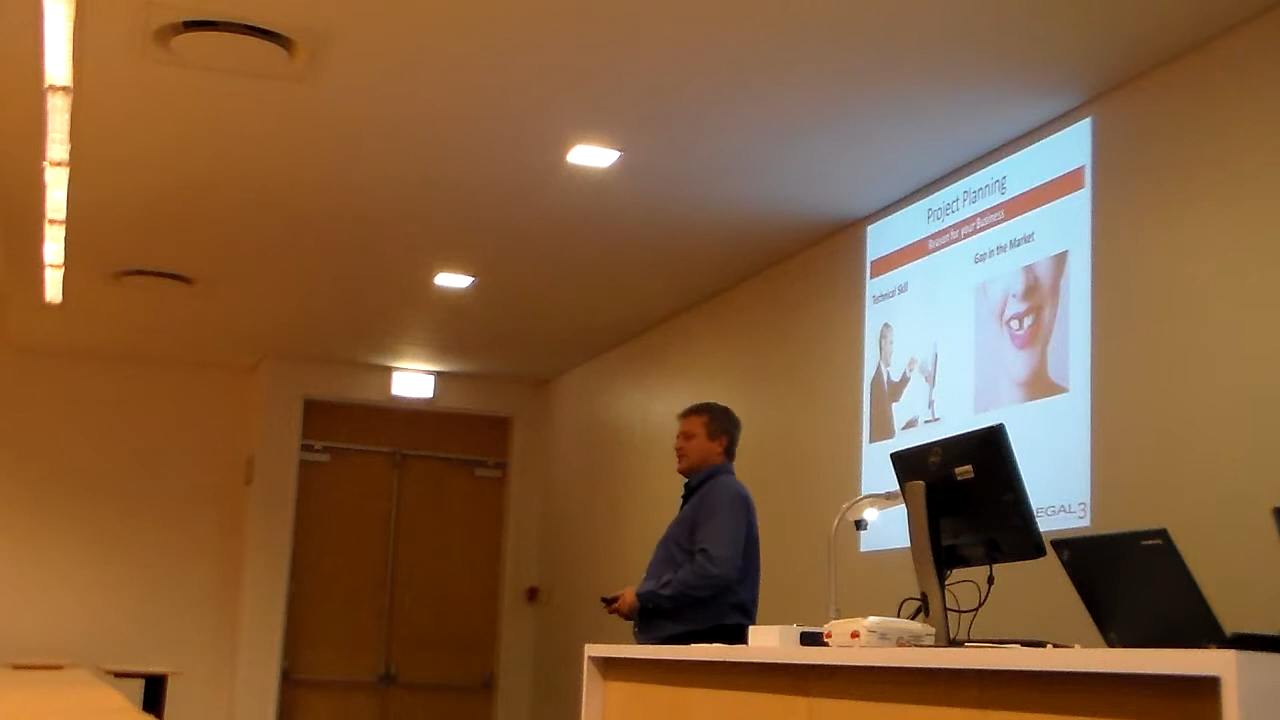 Project Planning
Reason for your Business
Gap in the Market
Technical Skill
EGAL3